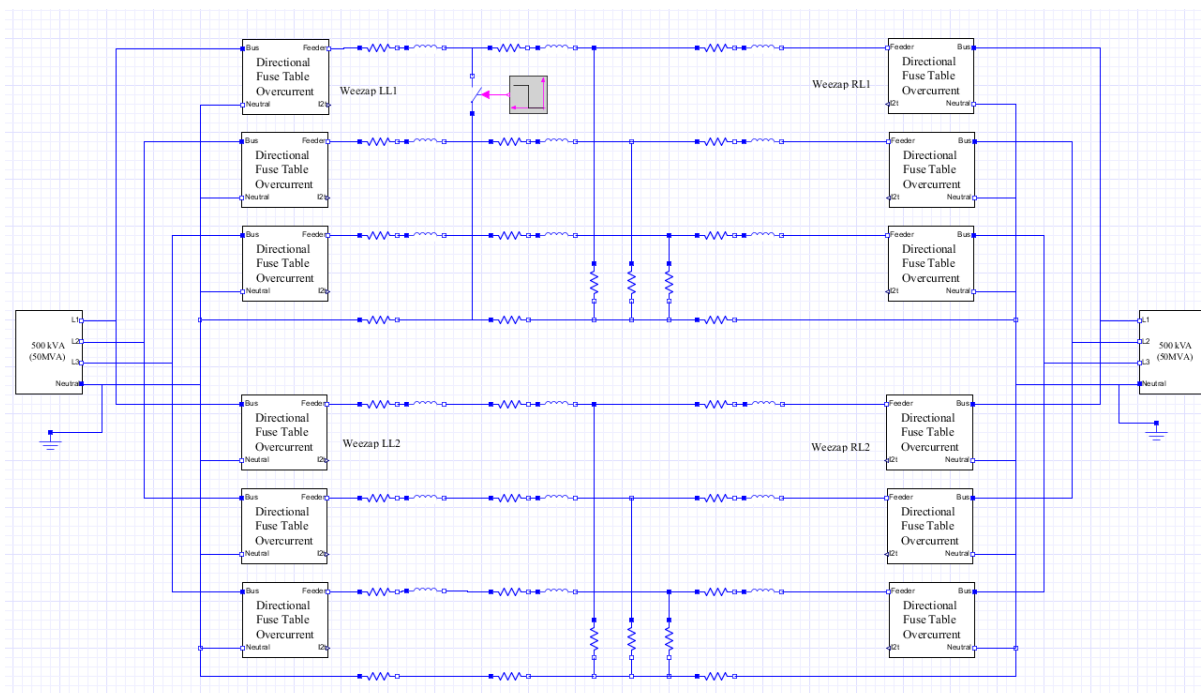 Bus Feeder
Directional
Fuse Table
Overcurrent
Neutral I2t
Weezap LL1
Weezap RL1
Feeder Bus
Directional
Fuse Table
Overcurrent
I2t Neutral
Bus Feeder
Directional
Fuse Table
Overcurrent
Neutral I2t
Feeder Bus
Directional
Fuse Table
Overcurrent
I2t Neutral
Bus Feeder
Directional
Fuse Table
Overcurrent
Neutral I2t
Feeder Bus
Directional
Fuse Table
Overcurrent
I2t Neutral
L1
L2
L3
Neutral
500 kVA
(50MVA)
L1
L2
L3
Neutral
500 kVA
(50MVA)
Bus Feeder
Directional
Fuse Table
Overcurrent
Neutral I2t
Weezap LL2
Weezap RL2
Feeder Bus
Directional
Fuse Table
Overcurrent
I2t Neutral
Bus Feeder
Directional
Fuse Table
Overcurrent
Neutral I2t
Feeder Bus
Directional
Fuse Table
Overcurrent
I2t Neutral
Bus Feeder
Directional
Fuse Table
Overcurrent
Neutral I2t
Feeder Bus
Directional
Fuse Table
Overcurrent
I2t Neutral